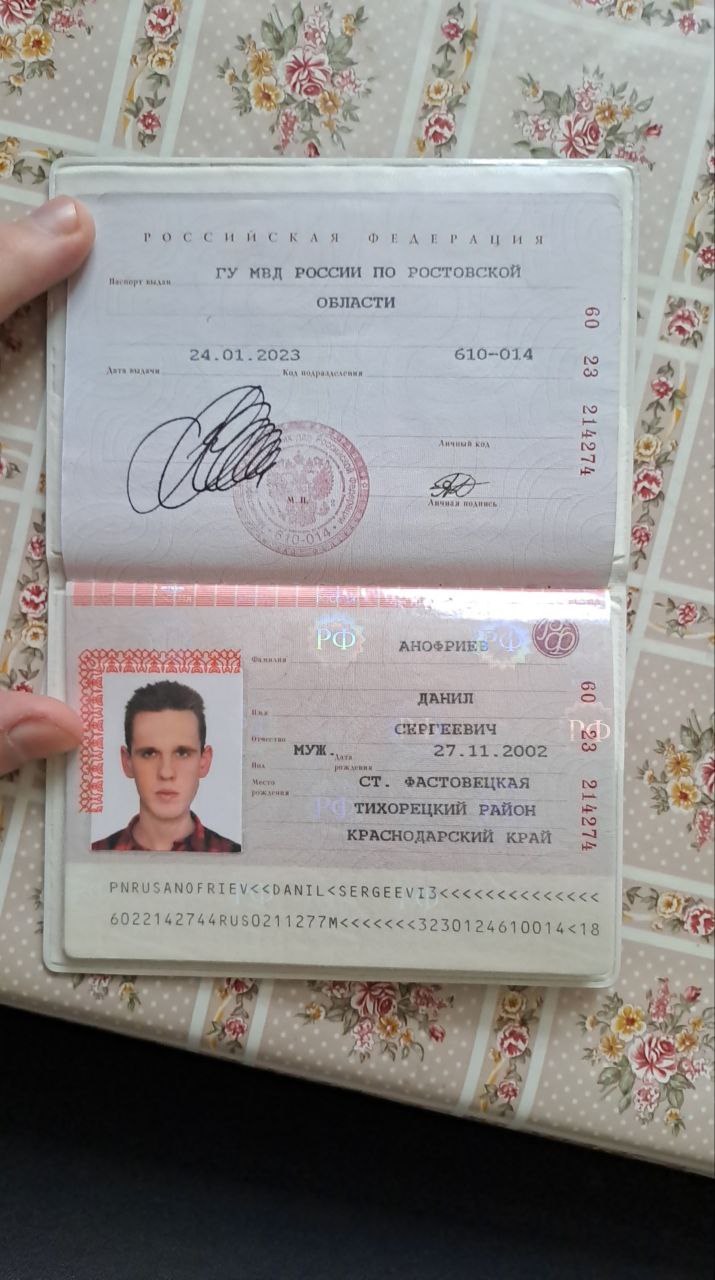 РОССИЙСКАЯ ФЕДЕРАЦИЯ
Паспорт выдан ГУ МВД РОССИИ ПО РОСТОВСКОЙ
ОБЛАСТИ
Дата выдачи 24.01.2023 Код подразделения 610-014
Личный код
М. П.
Личная подпись
610-014
60 23 214274
РФ РФ
Фамилия АНОФРИЕВ
Имя ДАНИЛ
Отчество СЕРГЕЕВИЧ
Пол МУЖ. Дата рождения 27.11.2002
Место рождения СТ. ФАСТОВЕЦКАЯ
ТИХОРЕЦКИЙ РАЙОН
КРАСНОДАРСКИЙ КРАЙ
60 23 214274
РФ РФ
PNRUSANOFRIEV<<DANIL<SERGEEVI3<<<<<<<<<<<<<<
6022142744RUS0211277M<<<<<<<3230124610014<18